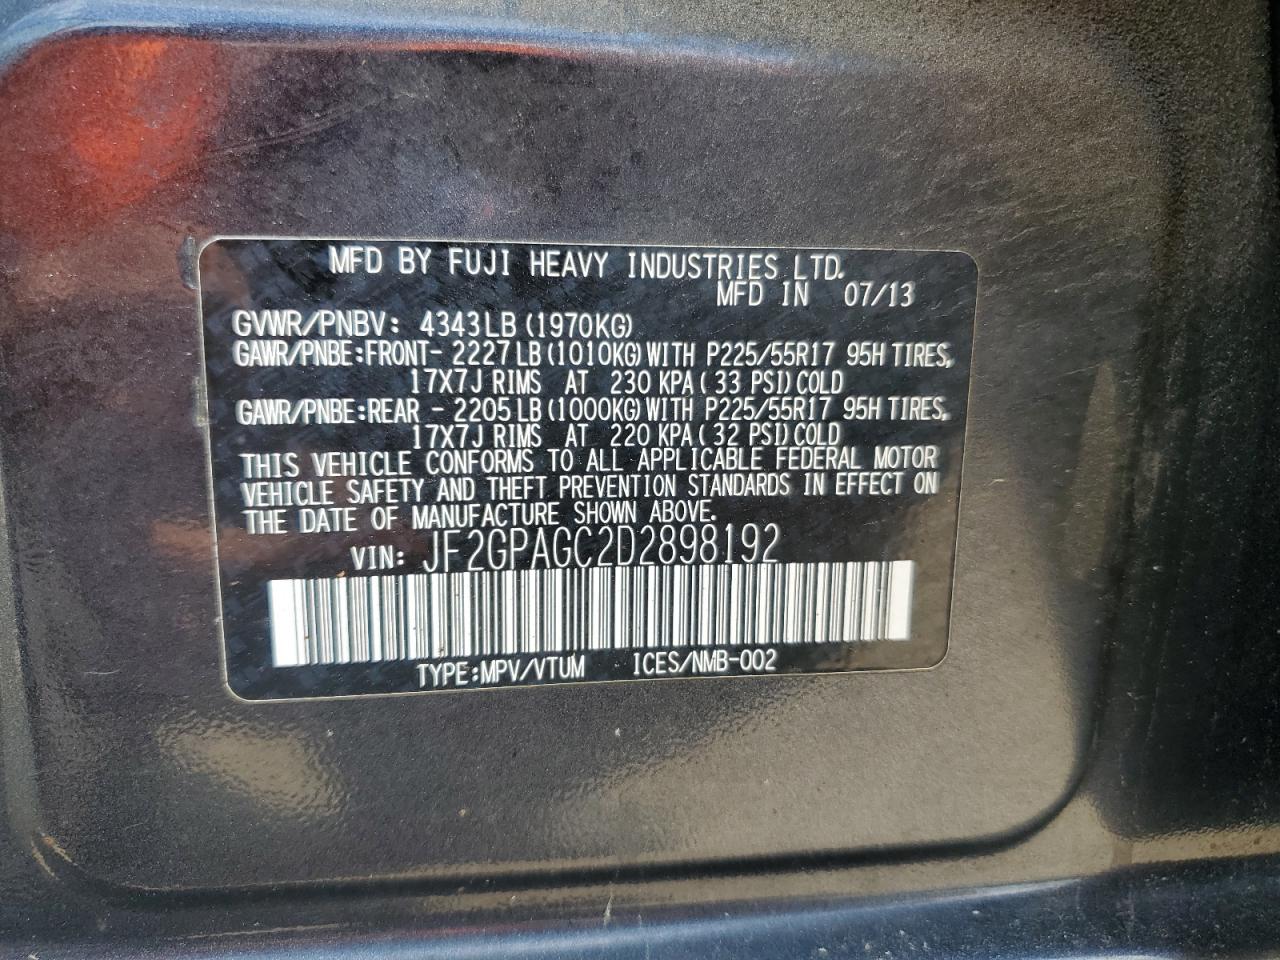 MFD BY FUJI HEAVY INDUSTRIES LTD.
MFD IN 07/13
GVWR/PNBV: 4343LB(1970KG)
GAWR/PNBE:FRONT- 2227LB(1010KG)WITH P225/55R17 95H TIRES,
17X7J RIMS AT 230 KPA( 33 PSI)COLD
GAWR/PNBE:REAR - 2205LB(1000KG)WITH P225/55R17 95H TIRES,
17X7J RIMS AT 220 KPA( 32 PSI)COLD
THIS VEHICLE CONFORMS TO ALL APPLICABLE FEDERAL MOTOR
VEHICLE SAFETY AND THEFT PREVENTION STANDARDS IN EFFECT ON
THE DATE OF MANUFACTURE SHOWN ABOVE.
VIN: JF2GPAGC2D2898192
TYPE:MPV/VTUM ICES/NMB-002